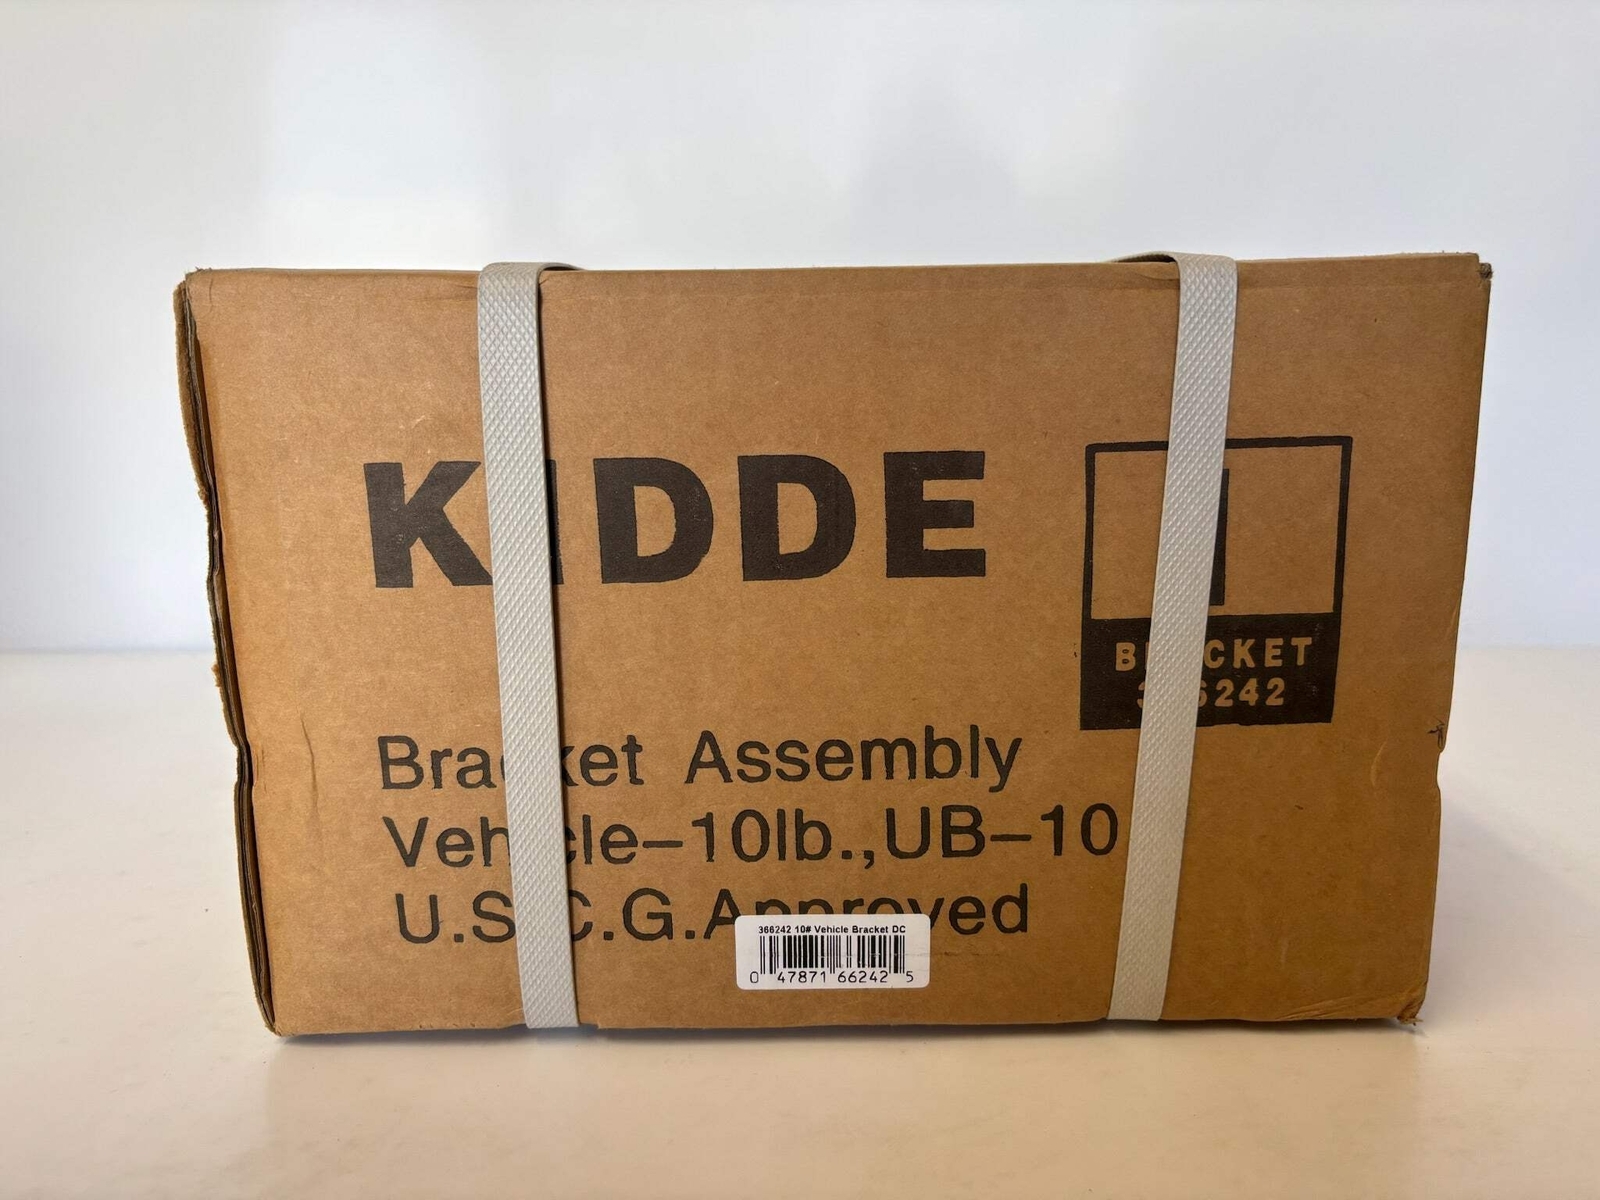 KIDDE
1
BRACKET
366242
Bracket Assembly
Vehicle-10lb.,UB-10
U.S.C.G.Approved
366242 10# Vehicle Bracket DC
0 47871 66242 5